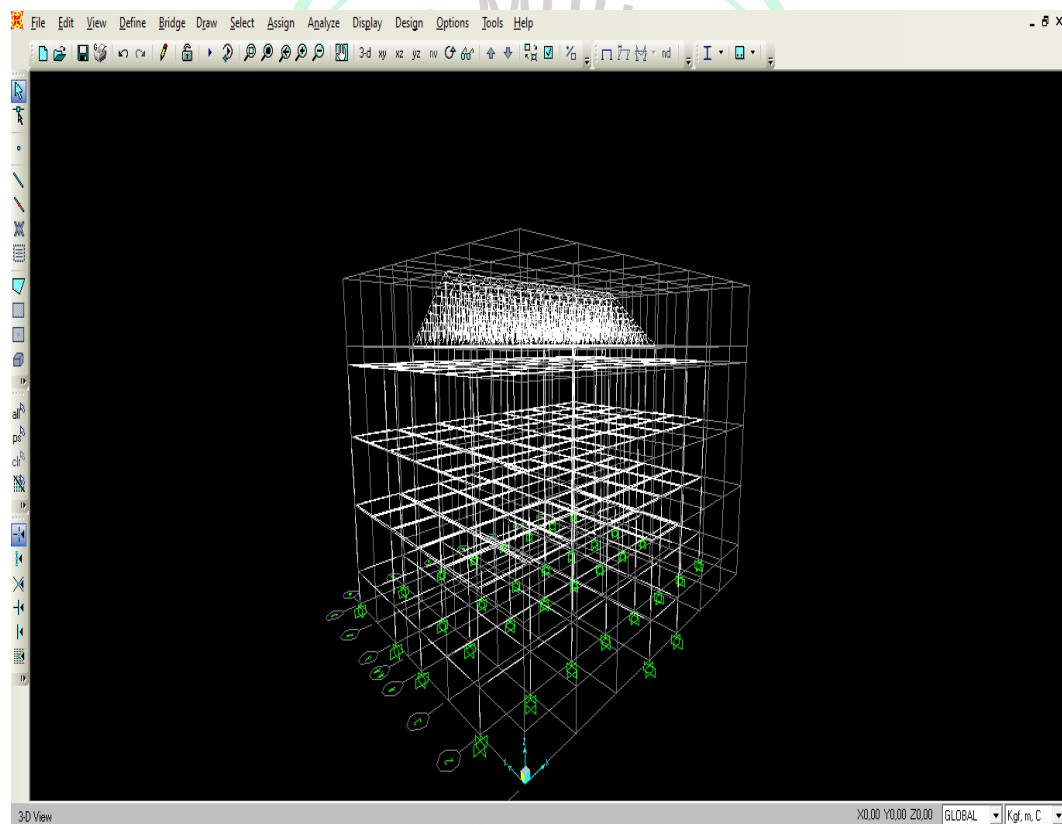 File Edit View Define Bridge Draw Select Assign Analyze Display Design Options Tools Help
3-d xy xz yz nv nd
all
ps
clr
3-D View X0,00 Y0,00 Z0,00 GLOBAL Kgf, m, C